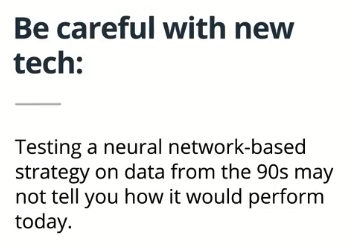 Be careful with new
tech:
Testing a neural network-based
strategy on data from the 90s may
not tell you how it would perform
today.